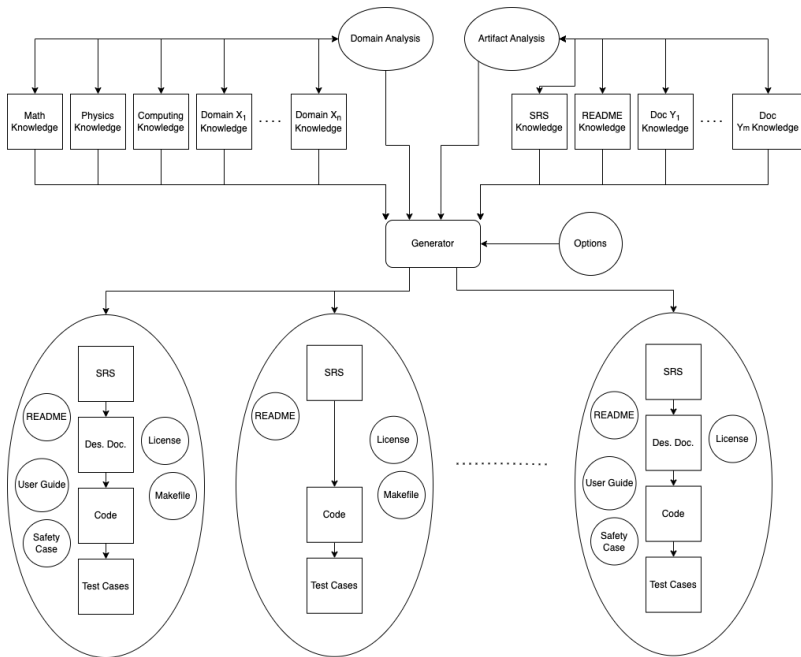 Domain Analysis
Artifact Analysis
Math
Knowledge
Physics
Knowledge
Computing
Knowledge
Domain X1
Knowledge
. . . .
Domain Xn
Knowledge
SRS
Knowledge
README
Knowledge
Doc Y1
Knowledge
. . . .
Doc
Ym Knowledge
Generator
Options
SRS
README
Des. Doc.
License
User Guide
Makefile
Code
Safety
Case
Test Cases
SRS
README
License
Makefile
Code
Test Cases
SRS
README
Des. Doc.
License
User Guide
Code
Safety
Case
Test Cases